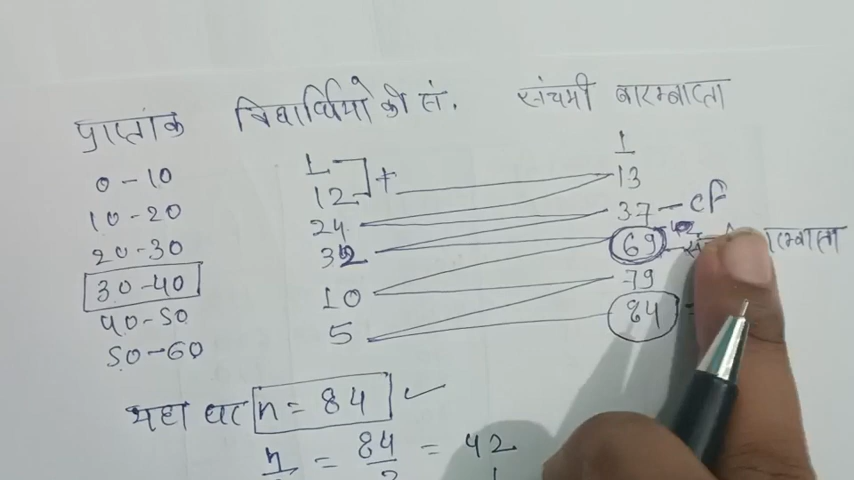 प्राप्तांक विद्यार्थियो की सं. संचयी बारम्बारता
0-10 1 1
10-20 12 + 13
20-30 24 37 - cf
30-40 32 69 42
40-50 10 79
50-60 5 84
यहा पर n = 84 ✓
n = 84 = 42